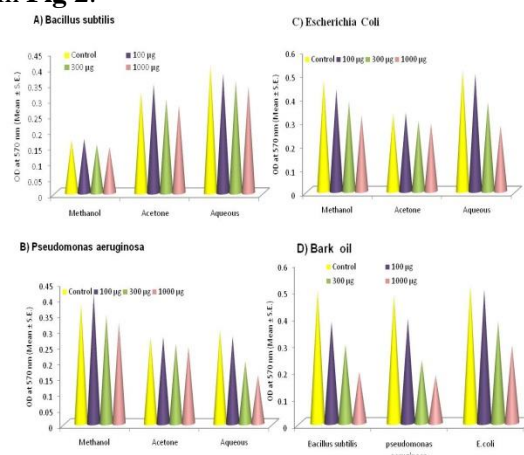 m Fig 2.
A) Bacillus subtilis
Control 100 µg
300 µg 1000 µg
OD at 570 nm (Mean ± S.E.)
0.45
0.4
0.35
0.3
0.25
0.2
0.15
0.1
0.05
0
Methanol Acetone Aqueous
C) Escherichia Coli
Control 100 µg 300 µg 1000 µg
OD at 570 nm (Mean ± S.E.)
0.6
0.5
0.4
0.3
0.2
0.1
0
Methanol Acetone Aqueous
B) Pseudomonas aeruginosa
Control 100 µg 300 µg 1000 µg
OD at 570 nm (Mean ± S.E.)
0.45
0.4
0.35
0.3
0.25
0.2
0.15
0.1
0.05
0
Methanol Acetone Aqueous
D) Bark oil
Control 100 µg
300 µg 1000 µg
OD at 570 nm (Mean ± S.E.)
0.6
0.5
0.4
0.3
0.2
0.1
0
Bacillus subtilis pseudomonas E.coli